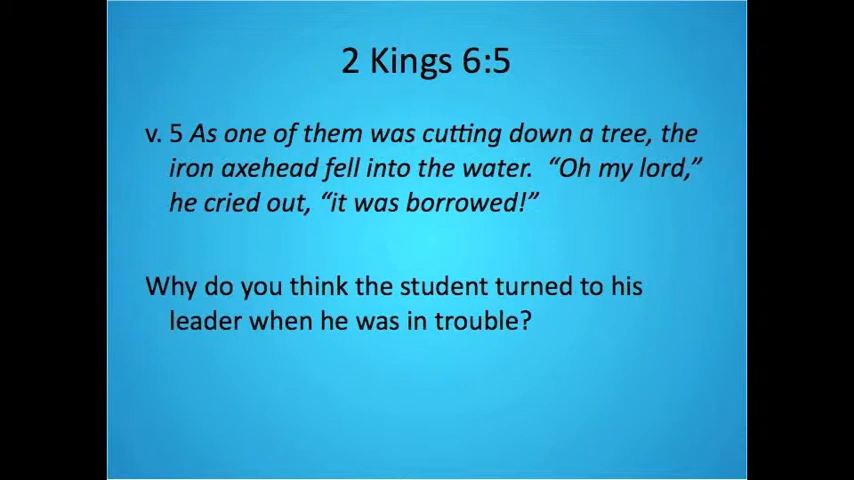 2 Kings 6:5
v. 5 As one of them was cutting down a tree, the
iron axehead fell into the water.  “Oh my lord,”
he cried out, “it was borrowed!”
Why do you think the student turned to his
leader when he was in trouble?